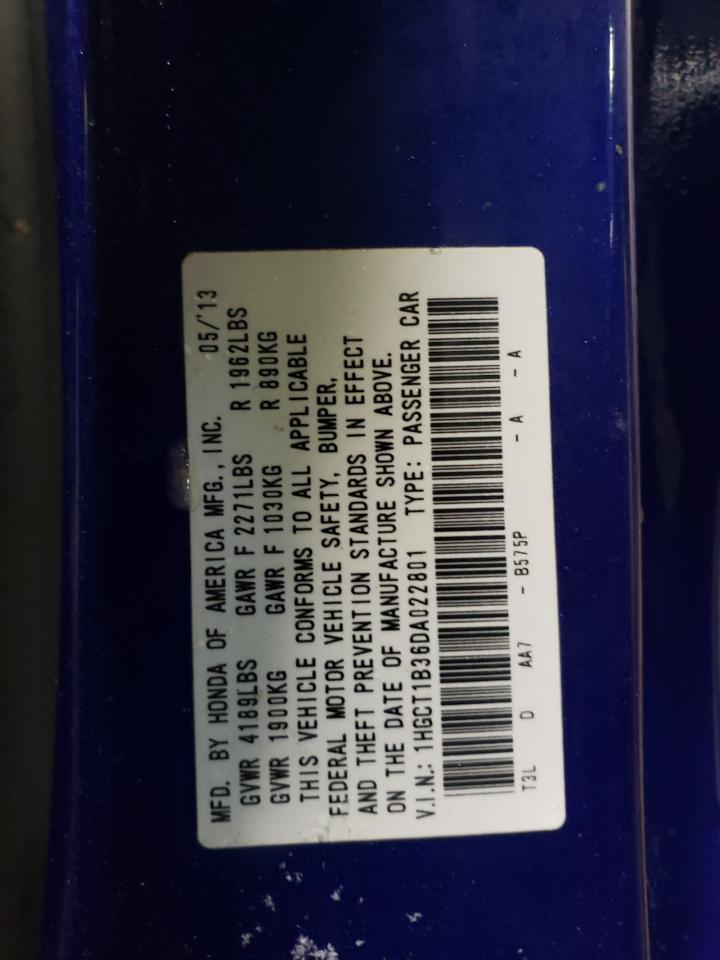 MFD. BY HONDA OF AMERICA MFG., INC. 05/'13
GVWR 4189LBS GAWR F 2271LBS R 1962LBS
GVWR 1900KG GAWR F 1030KG R 890KG
THIS VEHICLE CONFORMS TO ALL APPLICABLE
FEDERAL MOTOR VEHICLE SAFETY, BUMPER,
AND THEFT PREVENTION STANDARDS IN EFFECT
ON THE DATE OF MANUFACTURE SHOWN ABOVE.
V.I.N.: 1HGCT1B36DA022801 TYPE: PASSENGER CAR
T3L D AA7 - B575P - A - A